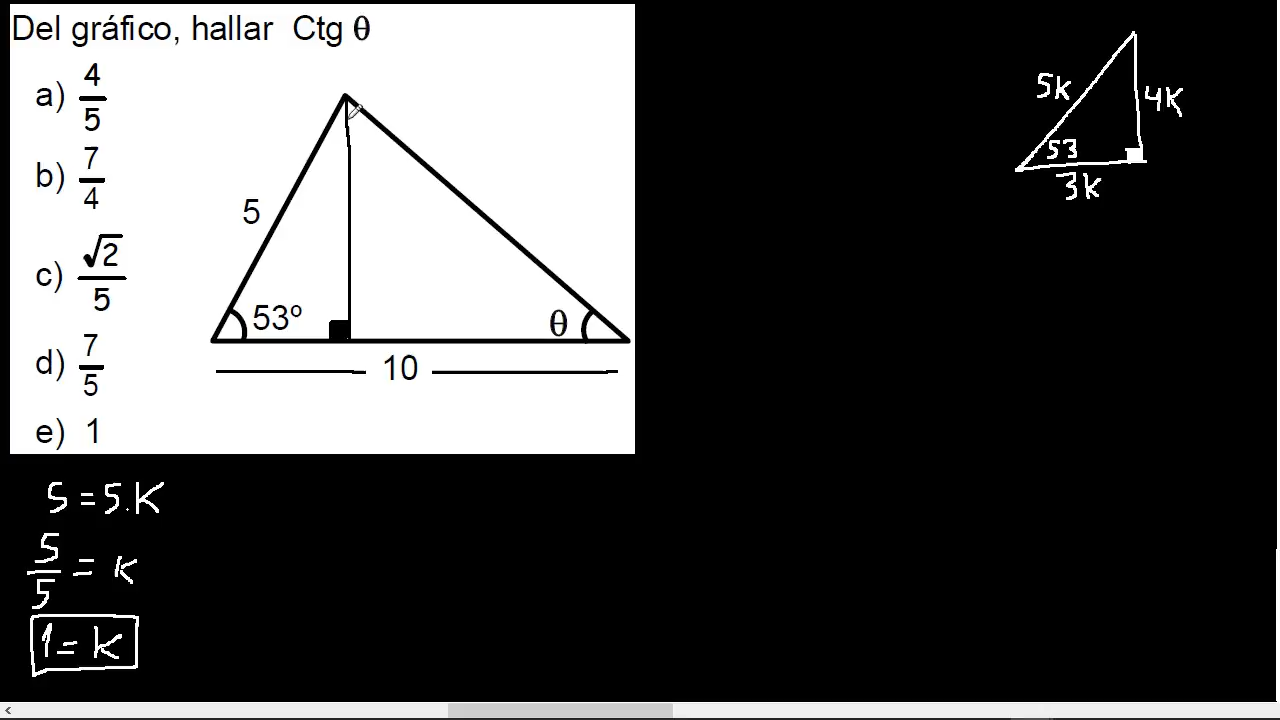 Del gráfico, hallar Ctg θ
a) 4/5
b) 7/4
c) √2/5
d) 7/5
e) 1
5
53º
θ
10
5 = 5.K
5/5 = K
1 = K
5K
4K
53
3K